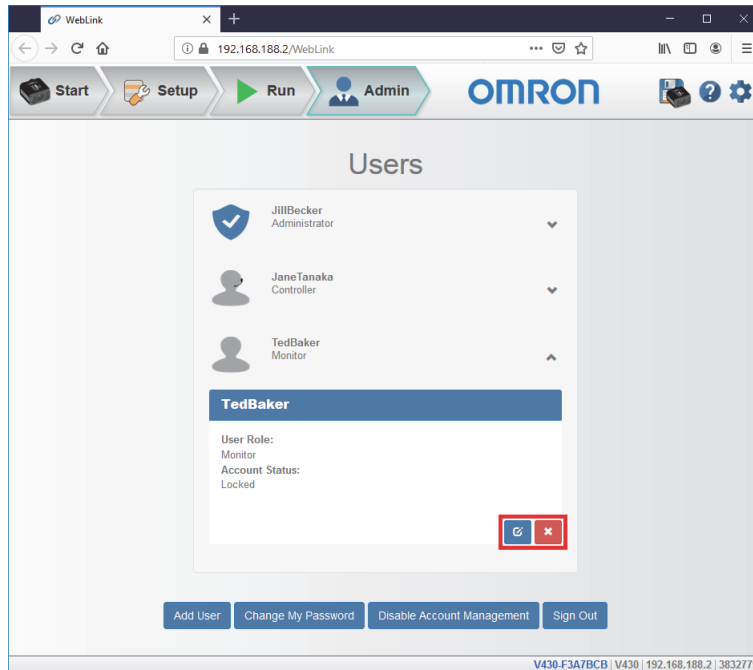 WebLink
192.168.188.2/WebLink
Start
Setup
Run
Admin
OMRON
Users
JillBecker
Administrator
JaneTanaka
Controller
TedBaker
Monitor
TedBaker
User Role:
Monitor
Account Status:
Locked
Add User
Change My Password
Disable Account Management
Sign Out
V430-F3A7BCB | V430 | 192.168.188.2 | 383277